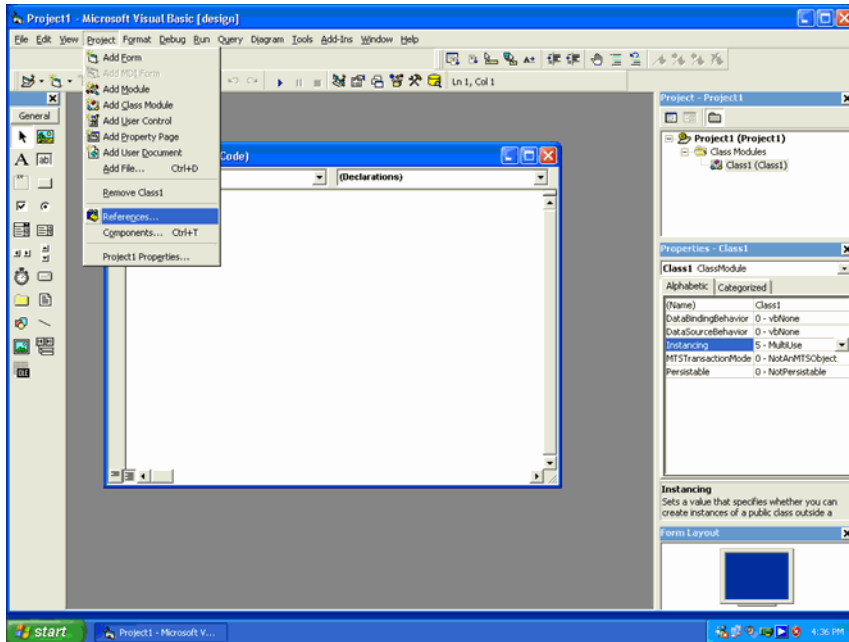 Project1 - Microsoft Visual Basic [design]
File Edit View Project Format Debug Run Query Diagram Tools Add-Ins Window Help
Ln 1, Col 1
Add Form
Add MDI Form
Add Module
Add Class Module
Add User Control
Add Property Page
Add User Document
Add File... Ctrl+D
Remove Class1
References...
Components... Ctrl+T
Project1 Properties...
General
A
ab|
OLE
Code)
(Declarations)
Project - Project1
Project1 (Project1)
Class Modules
Class1 (Class1)
Properties - Class1
Class1 ClassModule
Alphabetic Categorized
(Name) Class1
DataBindingBehavior 0 - vbNone
DataSourceBehavior 0 - vbNone
Instancing 5 - MultiUse
MTSTransactionMode 0 - NotAnMTSObject
Persistable 0 - NotPersistable
Instancing
Sets a value that specifies whether you can
create instances of a public class outside a
Form Layout
start
Project1 - Microsoft V...
4:36 PM